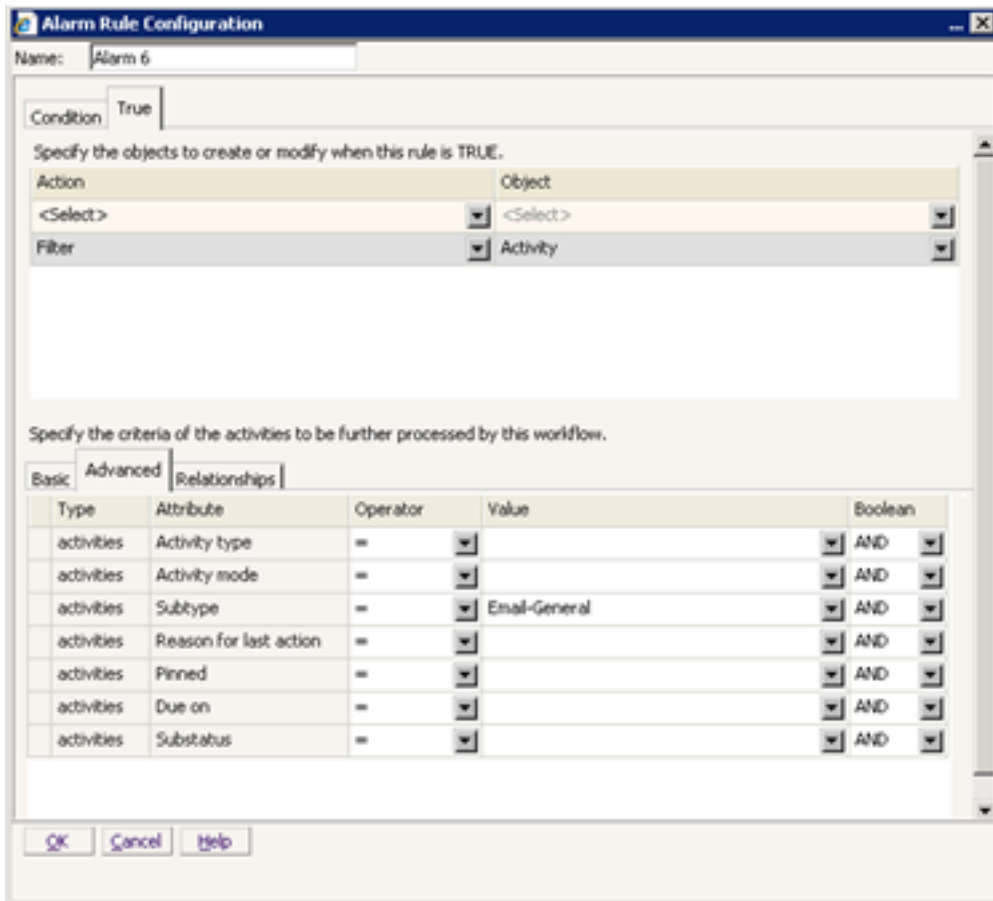 Alarm Rule Configuration
Name: Alarm 6
Condition True
Specify the objects to create or modify when this rule is TRUE.
Action Object
<Select> <Select>
Filter Activity
Specify the criteria of the activities to be further processed by this workflow.
Basic Advanced Relationships
Type Attribute Operator Value Boolean
activities Activity type = AND
activities Activity mode = AND
activities Subtype = Email-General AND
activities Reason for last action = AND
activities Pinned = AND
activities Due on = AND
activities Substatus = AND
OK Cancel Help